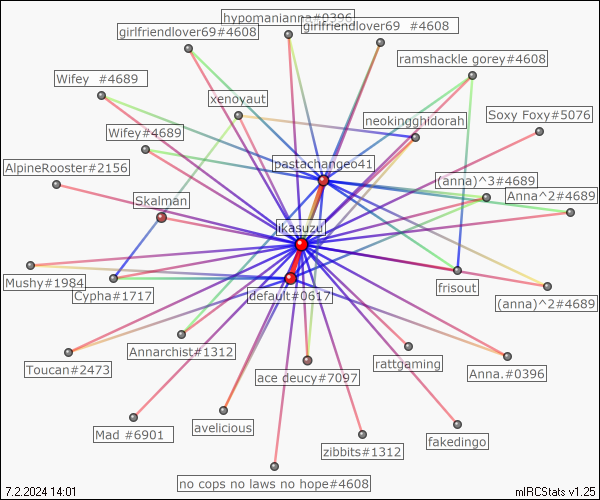 hypomanianna#0396
girlfriendlover69 #4608
girlfriendlover69#4608
ramshackle gorey#4608
Wifey #4689
xenoyaut
neokingghidorah
Soxy Foxy#5076
Wifey#4689
pastachangeo41
AlpineRooster#2156
(anna)^3#4689
Anna^2#4689
Skalman
ikasuzu
Mushy#1984
Cypha#1717
default#0617
frisout
(anna)^2#4689
Annarchist#1312
Toucan#2473
ace deucy#7097
rattgaming
Anna.#0396
Mad #6901
avelicious
zibbits#1312
fakedingo
no cops no laws no hope#4608
7.2.2024 14:01
mIRCStats v1.25